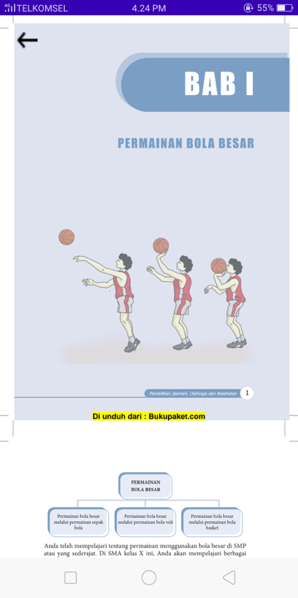 TELKOMSEL 4.24 PM 55%
BAB I
PERMAINAN BOLA BESAR
Pendidikan Jasmani, Olahraga dan Kesehatan 1
Di unduh dari : Bukupaket.com
PERMAINAN
BOLA BESAR
Permainan bola besar
melalui permainan sepak
bola
Permainan bola besar
melalui permainan bola voli
Permainan bola besar
melalui permainan bola
basket
Anda telah mempelajari tentang permainan menggunakan bola besar di SMP
atau yang sederajat. Di SMA kelas X ini, Anda akan mempelajari berbagai